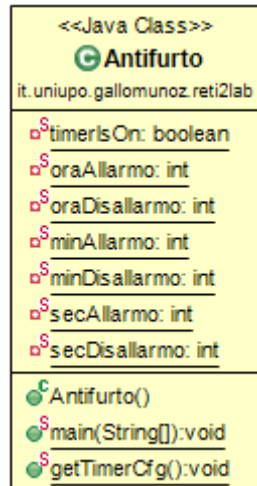 <<Java Class>>
Antifurto
it.uniupo.gallomunoz.reti2lab
timerIsOn: boolean
oraAllarmo: int
oraDisallarmo: int
minAllarmo: int
minDisallarmo: int
secAllarmo: int
secDisallarmo: int
Antifurto()
main(String[]):void
getTimerCfg():void